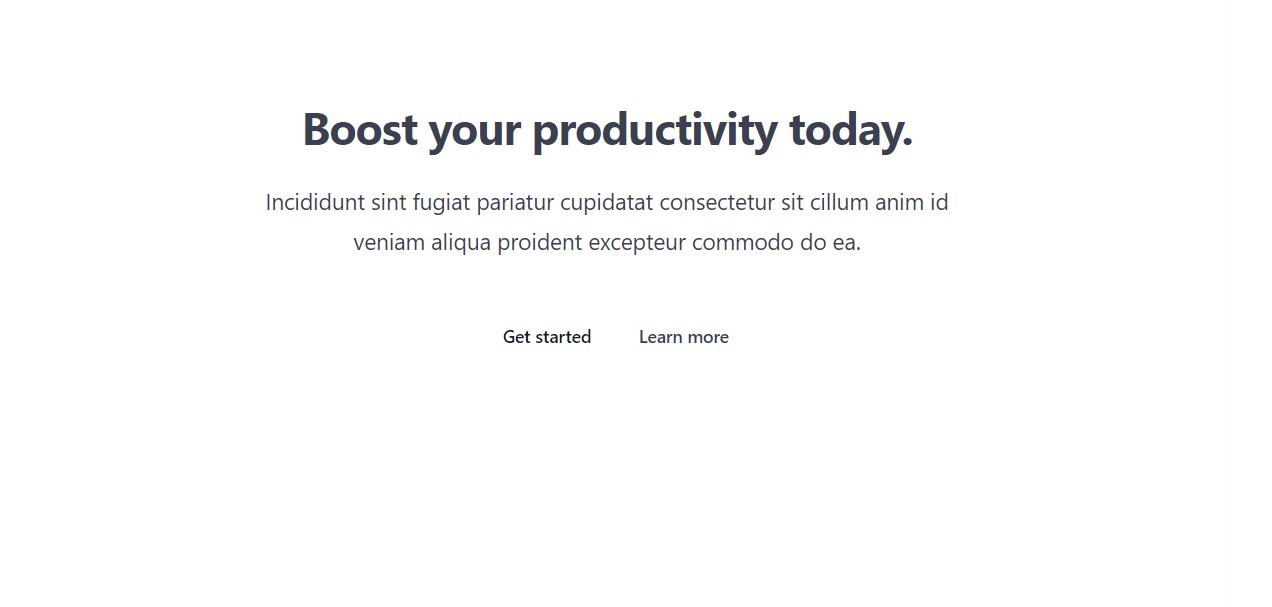 Boost your productivity today.
Incididunt sint fugiat pariatur cupidatat consectetur sit cillum anim id
veniam aliqua proident excepteur commodo do ea.
Get started
Learn more